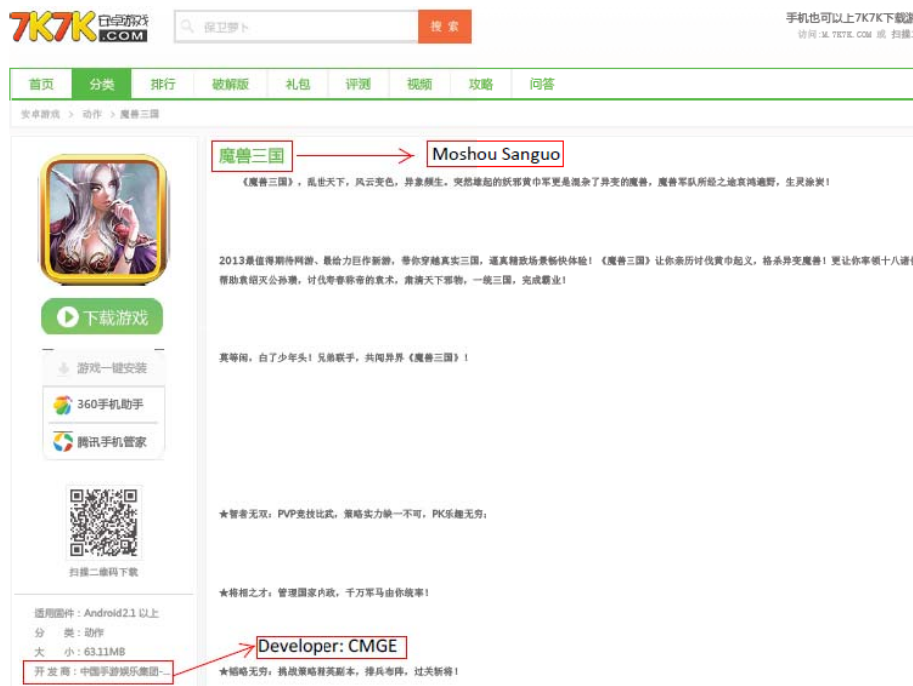 7K7K 安卓游戏
.COM
保卫萝卜
搜 索
手机也可以上7K7K下载游
访问:M.7K7K.COM 或 扫描
首页 分类 排行 破解版 礼包 评测 视频 攻略 问答
安卓游戏 > 动作 > 魔兽三国
魔兽三国
Moshou Sanguo
《魔兽三国》，乱世天下，风云变色，异象频生。突然雄起的妖邪黄巾军更是混杂了异变的魔兽，魔兽军队所经之途哀鸿遍野，生灵涂炭！
2013最值得期待网游、最给力巨作新游，带你穿越真实三国，逼真精致场景畅快体验！《魔兽三国》让你亲历讨伐黄巾起义，格杀异变魔兽！更让你率领十八诸
帮助袁绍灭公孙瓒，讨伐寿春称帝的袁术，肃清天下邪物，一统三国，完成霸业！
莫等闲，白了少年头！兄弟联手，共闯异界《魔兽三国》！
★智者无双：PVP竞技比武，策略实力缺一不可，PK乐趣无穷；
★将相之才：管理国家内政，千万军马由你统率！
★韬略无穷：挑战策略精英副本，排兵布阵，过关斩将！
下载游戏
游戏一键安装
360手机助手
腾讯手机管家
扫描二维码下载
适用固件：Android2.1 以上
分 类：动作
大 小：63.11MB
开 发 商：中国手游娱乐集团-...
Developer: CMGE